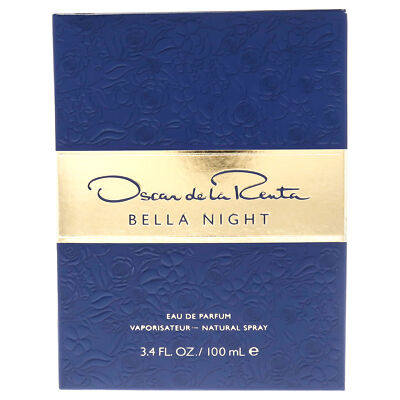 Oscar de la Renta
BELLA NIGHT
EAU DE PARFUM
VAPORISATEUR – NATURAL SPRAY
3.4 FL. OZ./ 100 mL ℮